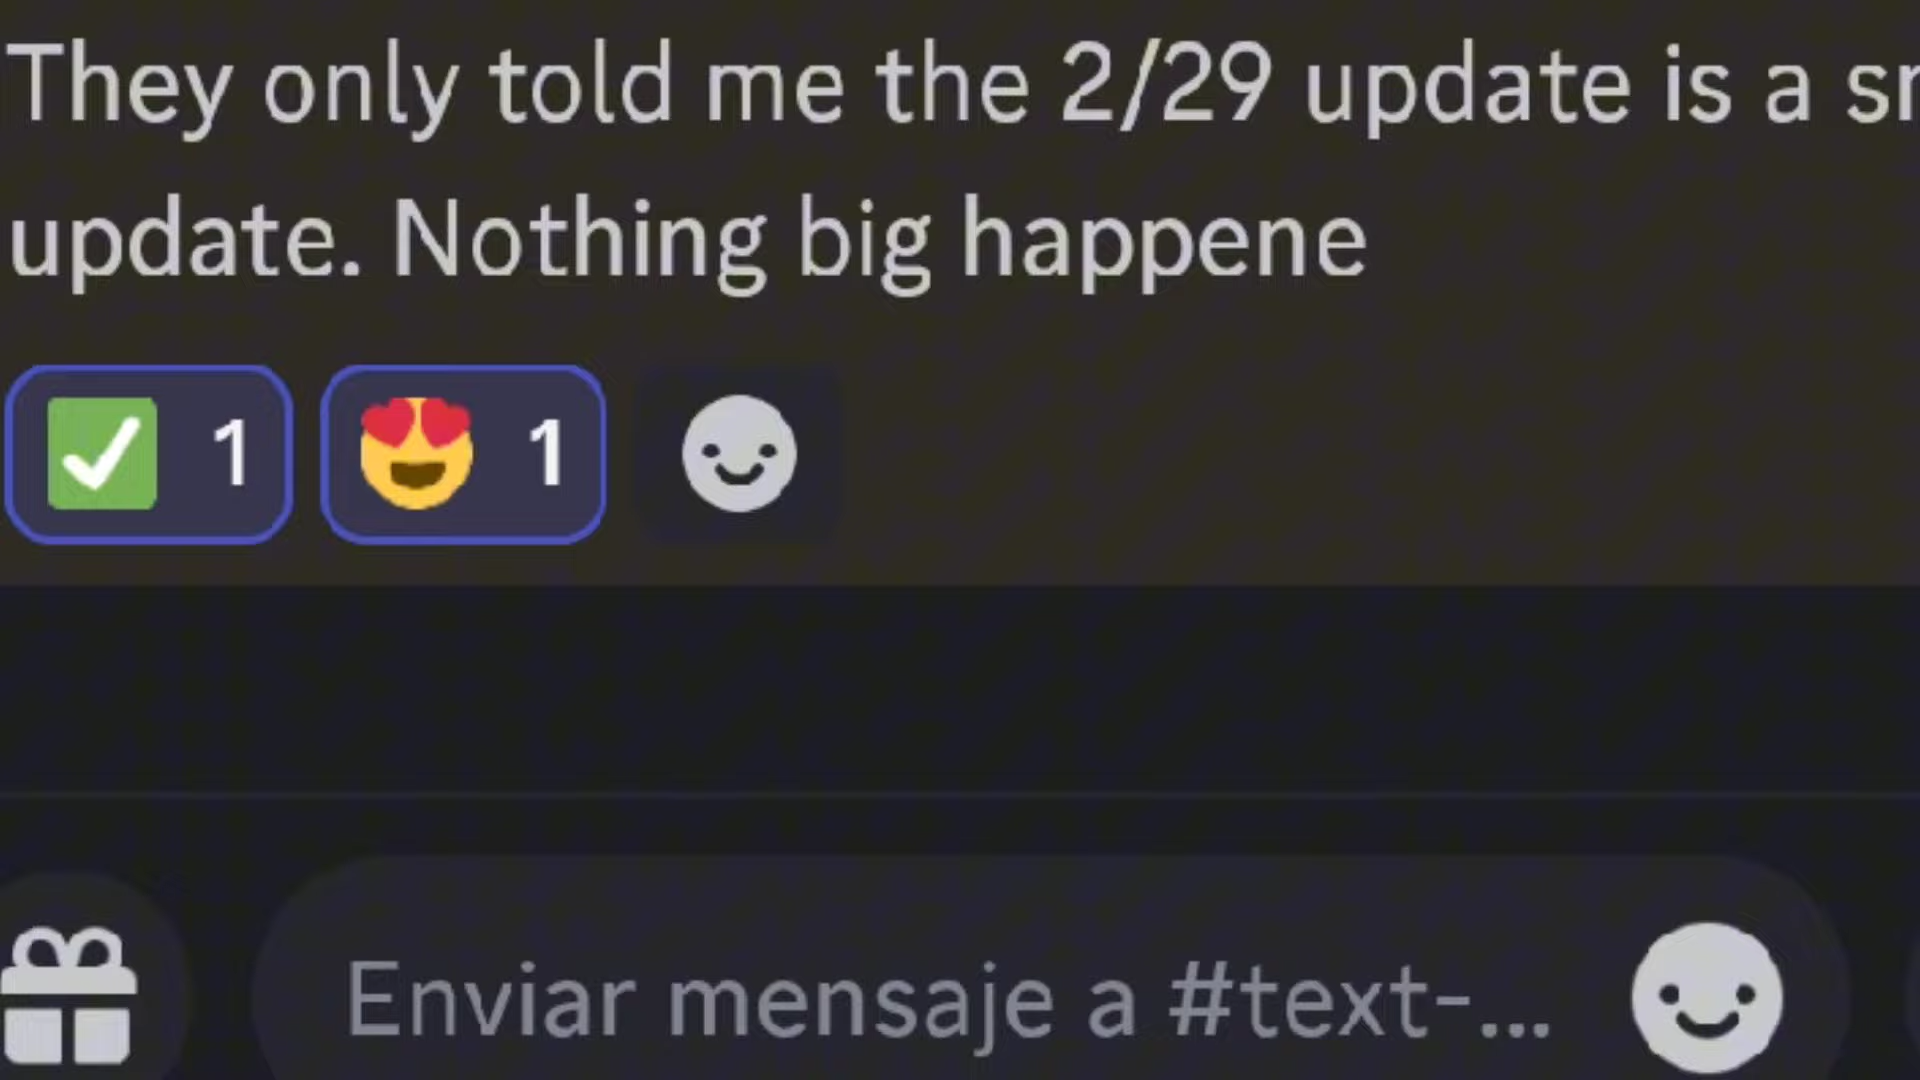 They only told me the 2/29 update is a
update. Nothing big happene
1 1
Enviar mensaje a #text-...